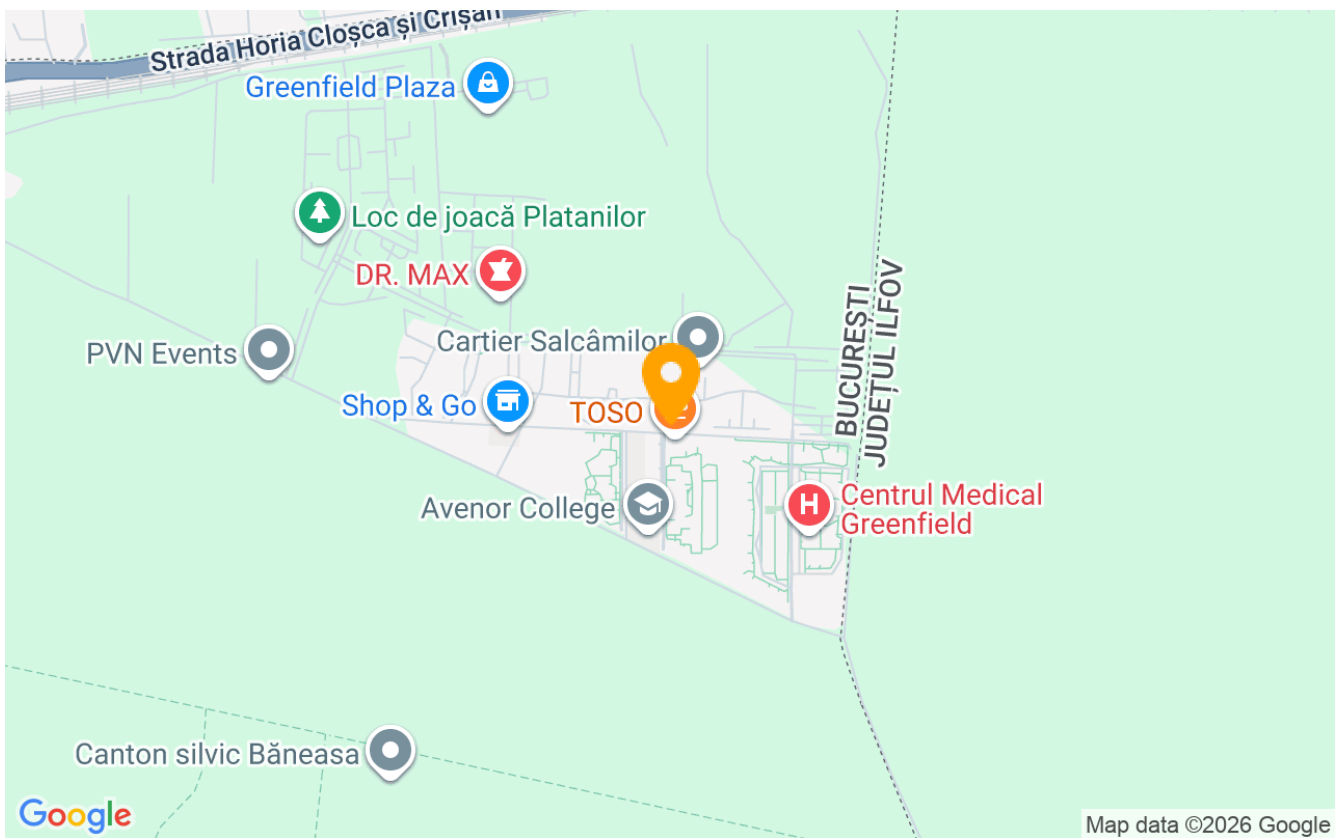 Strada Horia Cloșca și Crișan
Greenfield Plaza
Loc de joacă Platanilor
DR. MAX
Cartier Salcâmilor
PVN Events
BUCUREȘTI
JUDEȚUL ILFOV
Shop & Go
TOSO
Avenor College
Centrul Medical
Greenfield
Canton silvic Băneasa
Google
Map data ©2026 Google